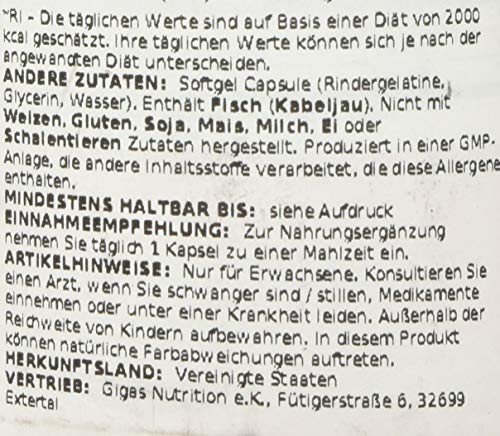 *RI - Die täglichen Werte sind auf Basis einer Diät von 2000
kcal geschätzt. Ihre täglichen Werte können sich je nach der
angewandten Diät unterscheiden.
ANDERE ZUTATEN: Softgel Capsule (Rindergelatine,
Glycerin, Wasser). Enthält Fisch (Kabeljau). Nicht mit
Weizen, Gluten, Soja, Mais, Milch, Ei oder
Schalentieren Zutaten hergestellt. Produziert in einer GMP-
Anlage, die andere Inhaltsstoffe verarbeitet, die diese Allergene
enthalten.
MINDESTENS HALTBAR BIS: siehe Aufdruck
EINNAHMEEMPFEHLUNG: Zur Nahrungsergänzung
nehmen Sie täglich 1 Kapsel zu einer Mahlzeit ein.
ARTIKELHINWEISE: Nur für Erwachsene. Konsultieren Sie
einen Arzt, wenn Sie schwanger sind / stillen, Medikamente
einnehmen oder unter einer Krankheit leiden. Außerhalb der
Reichweite von Kindern aufbewahren. In diesem Produkt
können natürliche Farbabweichungen auftreten.
HERKUNFTSLAND: Vereinigte Staaten
VERTRIEB: Gigas Nutrition e.K., Fütigerstraße 6, 32699
Extertal